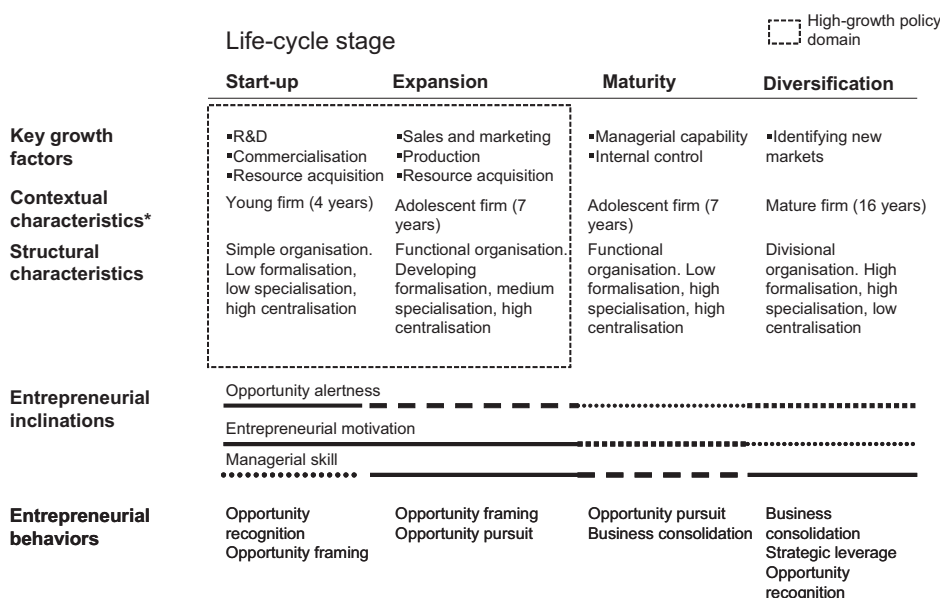 High-growth policy
domain
Life-cycle stage
Start-up Expansion Maturity Diversification
Key growth
factors
▪R&D
▪Commercialisation
▪Resource acquisition
▪Sales and marketing
▪Production
▪Resource acquisition
▪Managerial capability
▪Internal control
▪Identifying new
markets
Contextual
characteristics*
Young firm (4 years)
Adolescent firm (7
years)
Adolescent firm (7
years)
Mature firm (16 years)
Structural
characteristics
Simple organisation.
Low formalisation,
low specialisation,
high centralisation
Functional organisation.
Developing
formalisation, medium
specialisation, high
centralisation
Functional
organisation. Low
formalisation, high
specialisation, high
centralisation
Divisional
organisation. High
formalisation, high
specialisation, low
centralisation
Entrepreneurial
inclinations
Opportunity alertness
Entrepreneurial motivation
Managerial skill
Entrepreneurial
behaviors
Opportunity
recognition
Opportunity framing
Opportunity framing
Opportunity pursuit
Opportunity pursuit
Business consolidation
Business
consolidation
Strategic leverage
Opportunity
recognition